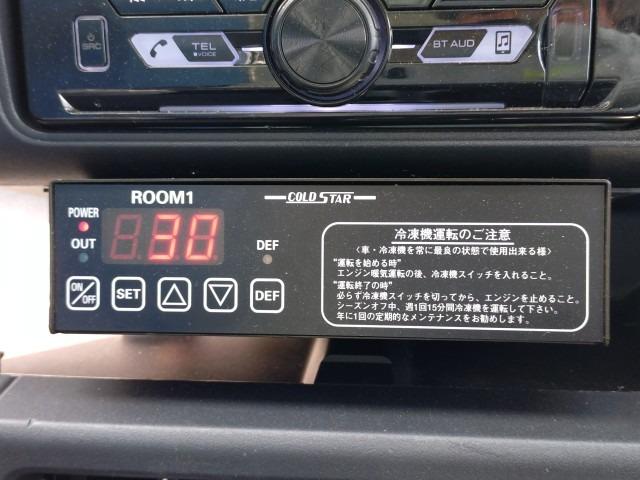 SRC
TEL
VOICE
BT AUD
ROOM1
COLD STAR
POWER
OUT
30
DEF
ON/OFF
SET
DEF
冷凍機運転のご注意
<車・冷凍機を常に最良の状態で使用出来る様>
"運転を始める時"
エンジン暖気運転の後、冷凍機スイッチを入れること。
"運転終了の時"
必らず冷凍機スイッチを切ってから、エンジンを止めること。
シーズンオフ中、週1回15分間冷凍機を運転して下さい。
年に1回の定期的なメンテナンスをお勧めします。